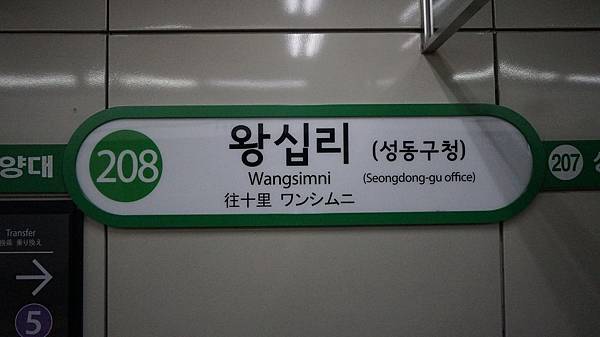 양대
208
왕십리 (성동구청)
Wangsimni (Seongdong-gu office)
往十里 ワンシムニ
207
Transfer
換乘 乗り換え
5